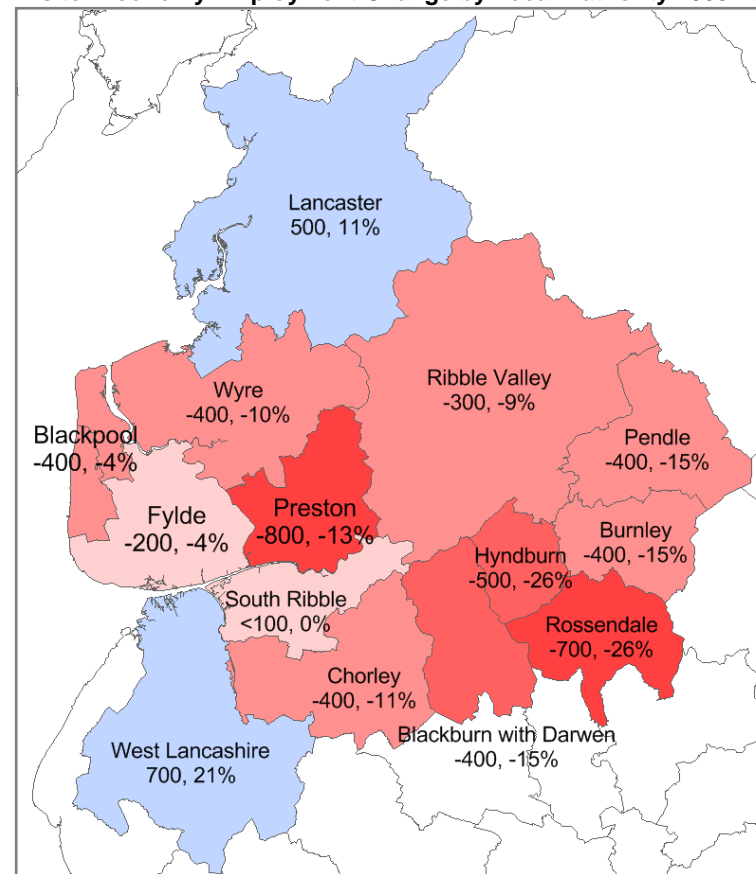 Lancaster
500, 11%
Wyre
-400, -10%
Ribble Valley
-300, -9%
Blackpool
-400, -4%
Pendle
-400, -15%
Fylde
-200, -4%
Preston
-800, -13%
Burnley
-400, -15%
Hyndburn
-500, -26%
South Ribble
<100, 0%
Rossendale
-700, -26%
Chorley
-400, -11%
Blackburn with Darwen
-400, -15%
West Lancashire
700, 21%